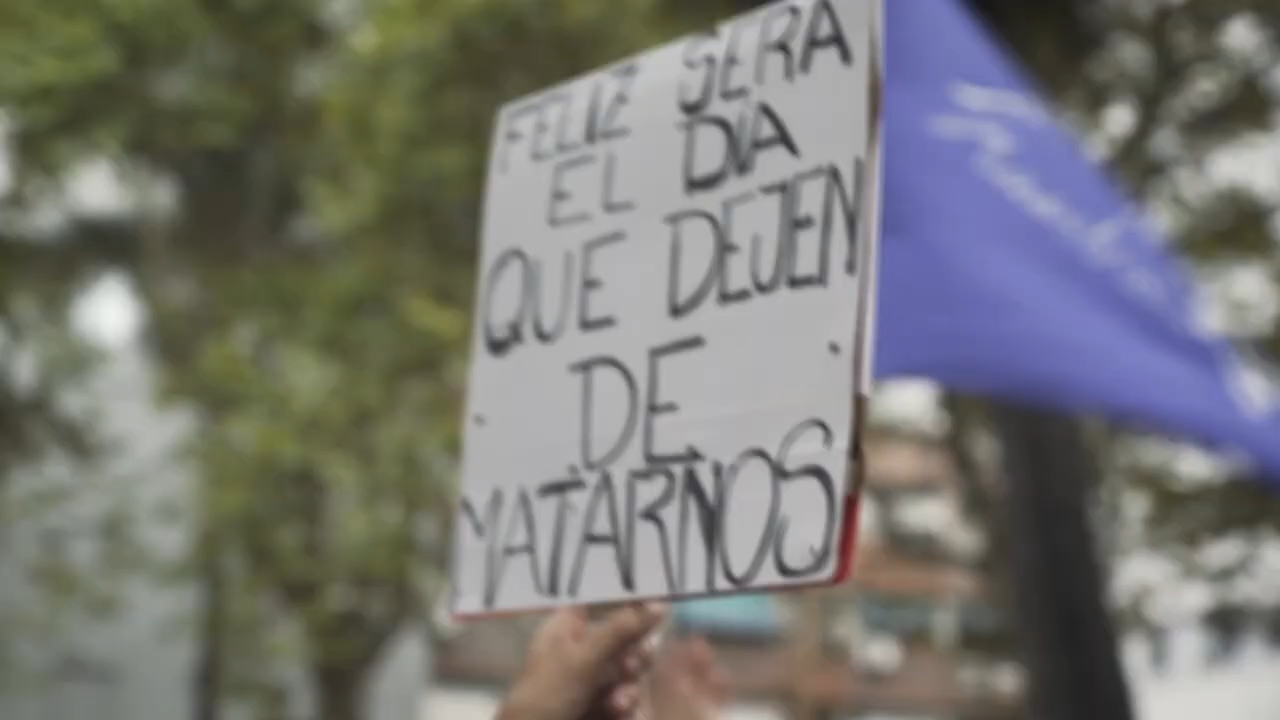 FELIZ SERA
EL DIA
QUE DEJEN
DE
MATARNOS